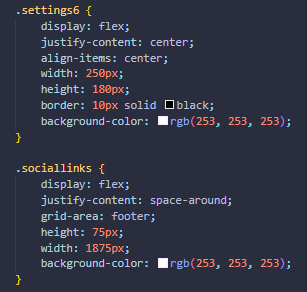 .settings6 {
display: flex;
justify-content: center;
align-items: center;
width: 250px;
height: 180px;
border: 10px solid black;
background-color: rgb(253, 253, 253);
}
.sociallinks {
display: flex;
justify-content: space-around;
grid-area: footer;
height: 75px;
width: 1875px;
background-color: rgb(253, 253, 253);
}